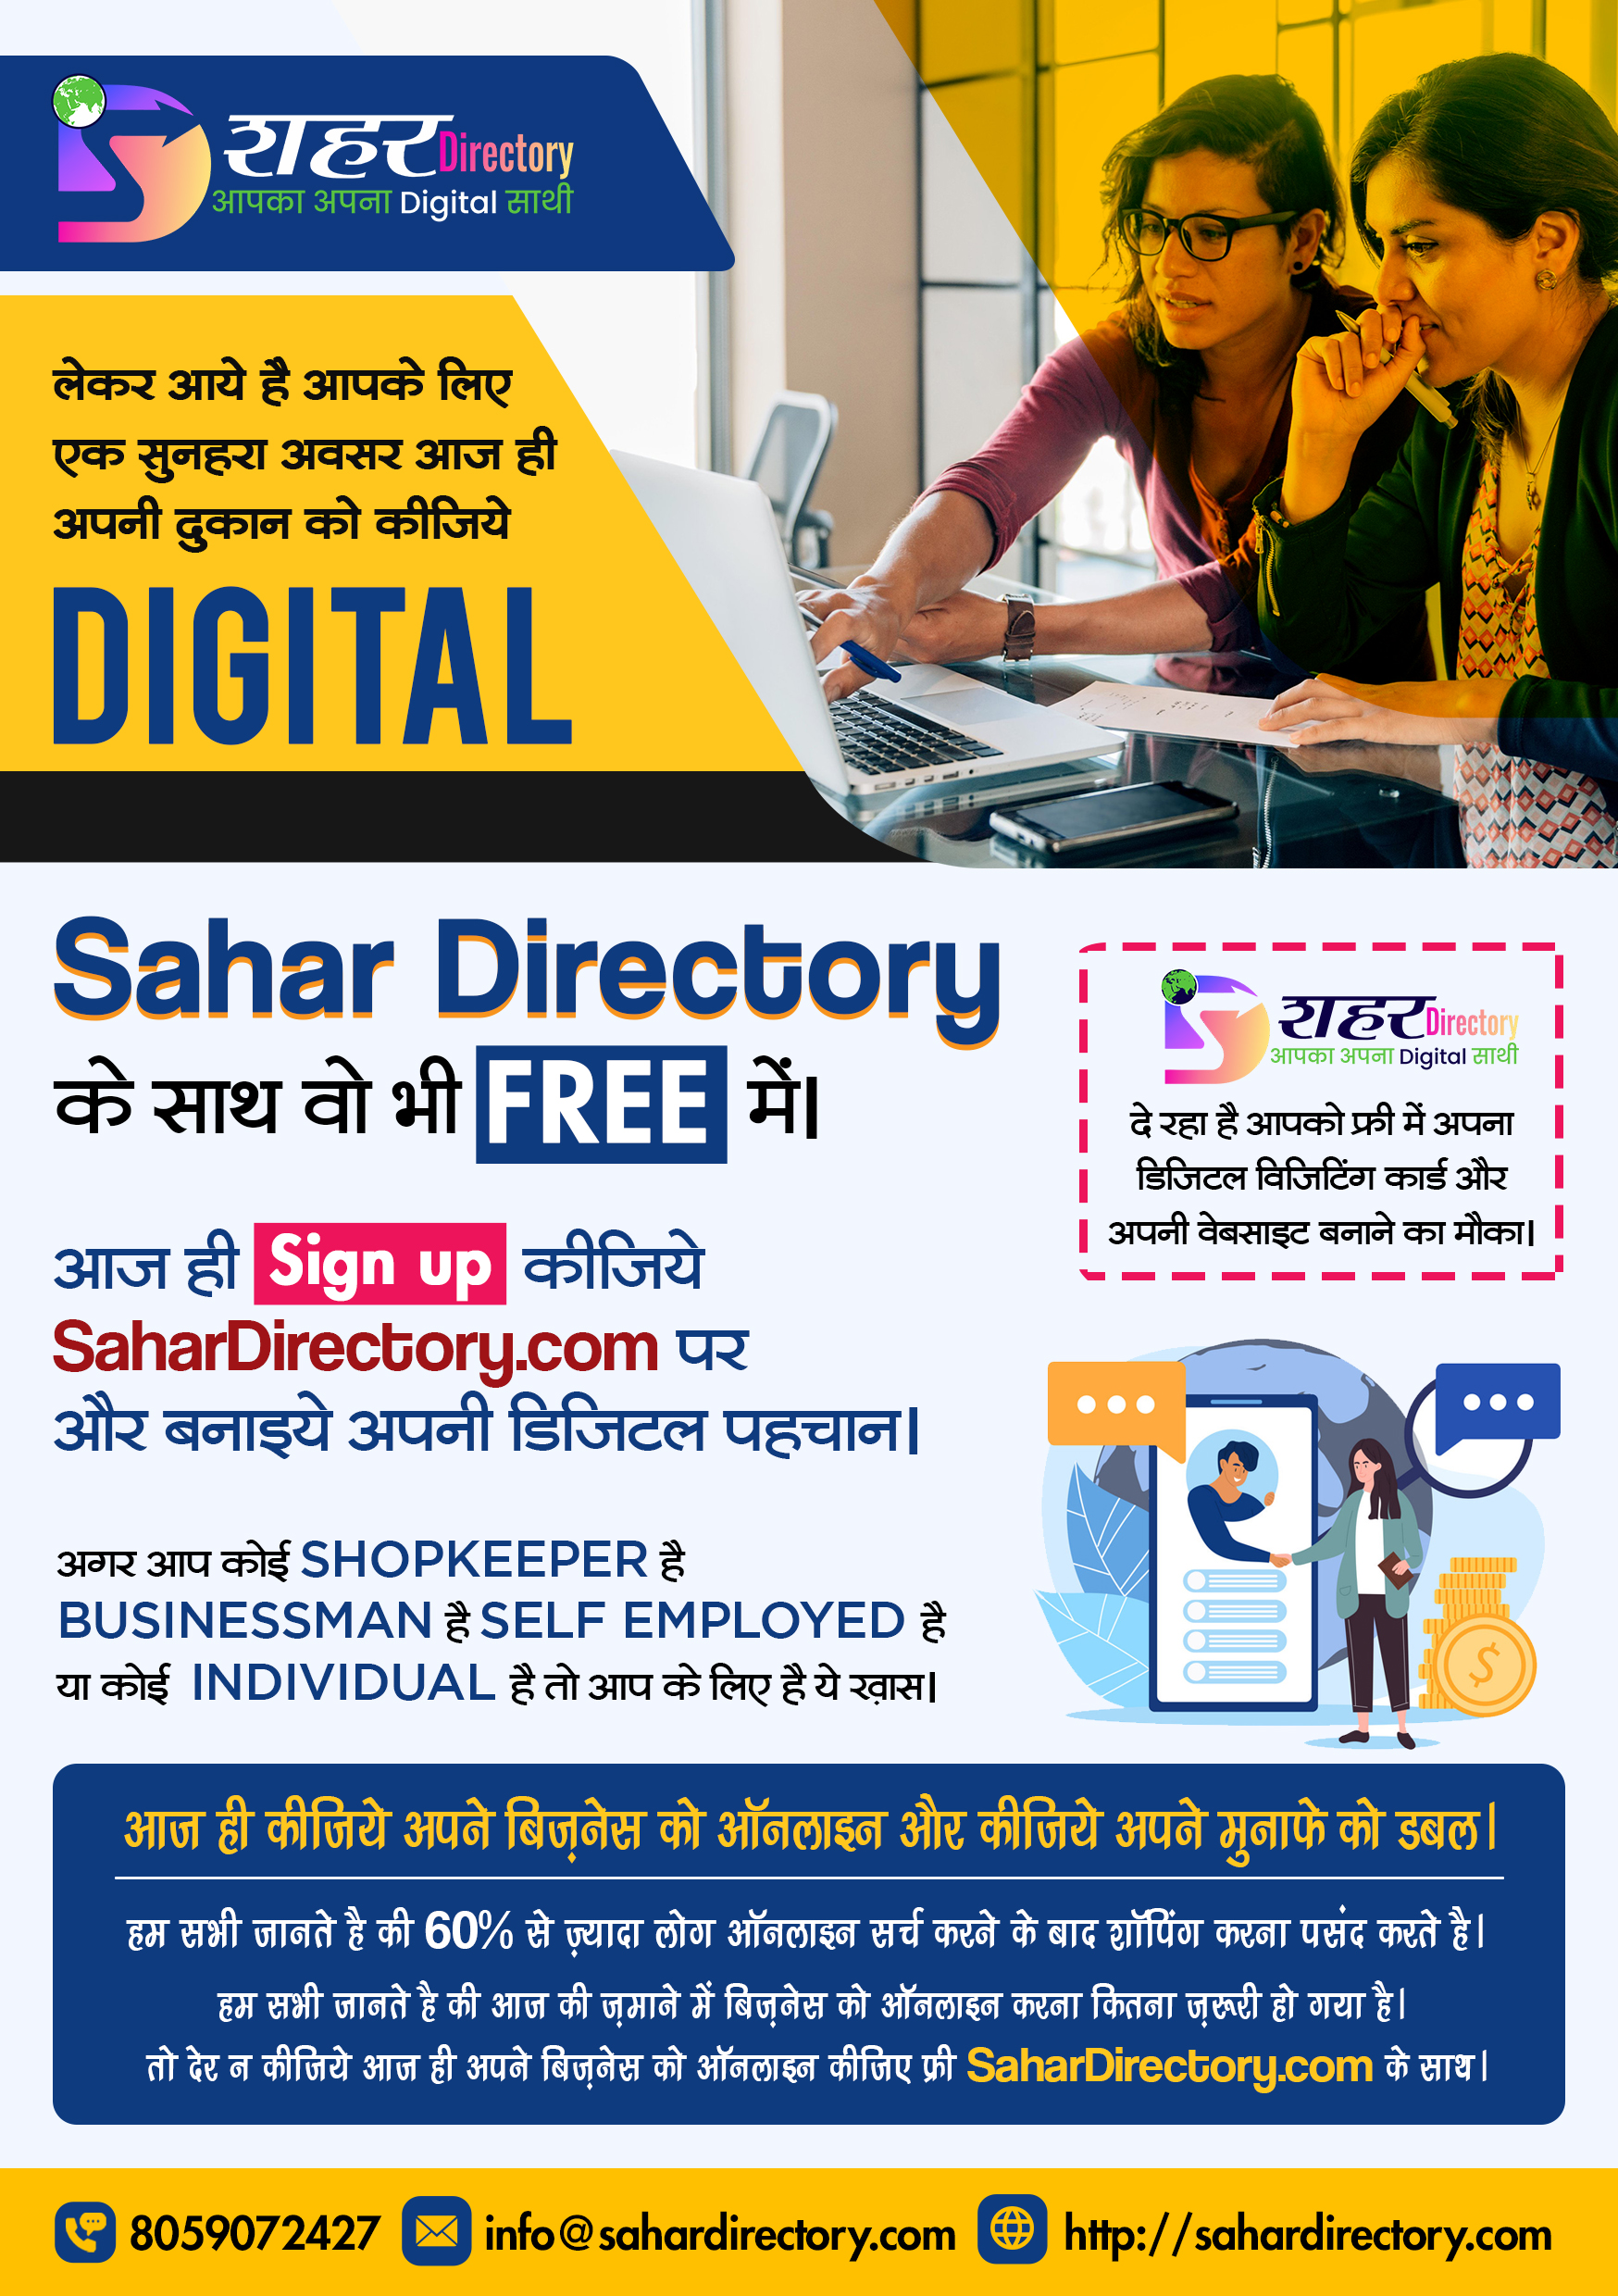 शहर Directory
आपका अपना Digital साथी
लेकर आये है आपके लिए
एक सुनहरा अवसर आज ही
अपनी दुकान को कीजिये
DIGITAL
Sahar Directory
के साथ वो भी FREE में।
शहर Directory
आपका अपना Digital साथी
दे रहा है आपको फ्री में अपना
डिजिटल विजिटिंग कार्ड और
अपनी वेबसाइट बनाने का मौका।
आज ही Sign up कीजिये
SaharDirectory.com पर
और बनाइये अपनी डिजिटल पहचान।
अगर आप कोई SHOPKEEPER है
BUSINESSMAN है SELF EMPLOYED है
या कोई INDIVIDUAL है तो आप के लिए है ये ख़ास।
$
आज ही कीजिये अपने बिज़नेस को ऑनलाइन और कीजिये अपने मुनाफे को डबल।
हम सभी जानते है की 60% से ज़्यादा लोग ऑनलाइन सर्च करने के बाद शॉपिंग करना पसंद करते है।
हम सभी जानते है की आज की ज़माने में बिज़नेस को ऑनलाइन करना कितना ज़रूरी हो गया है।
तो देर न कीजिये आज ही अपने बिज़नेस को ऑनलाइन कीजिए फ्री SaharDirectory.com के साथ।
8059072427 info@sahardirectory.com http://sahardirectory.com